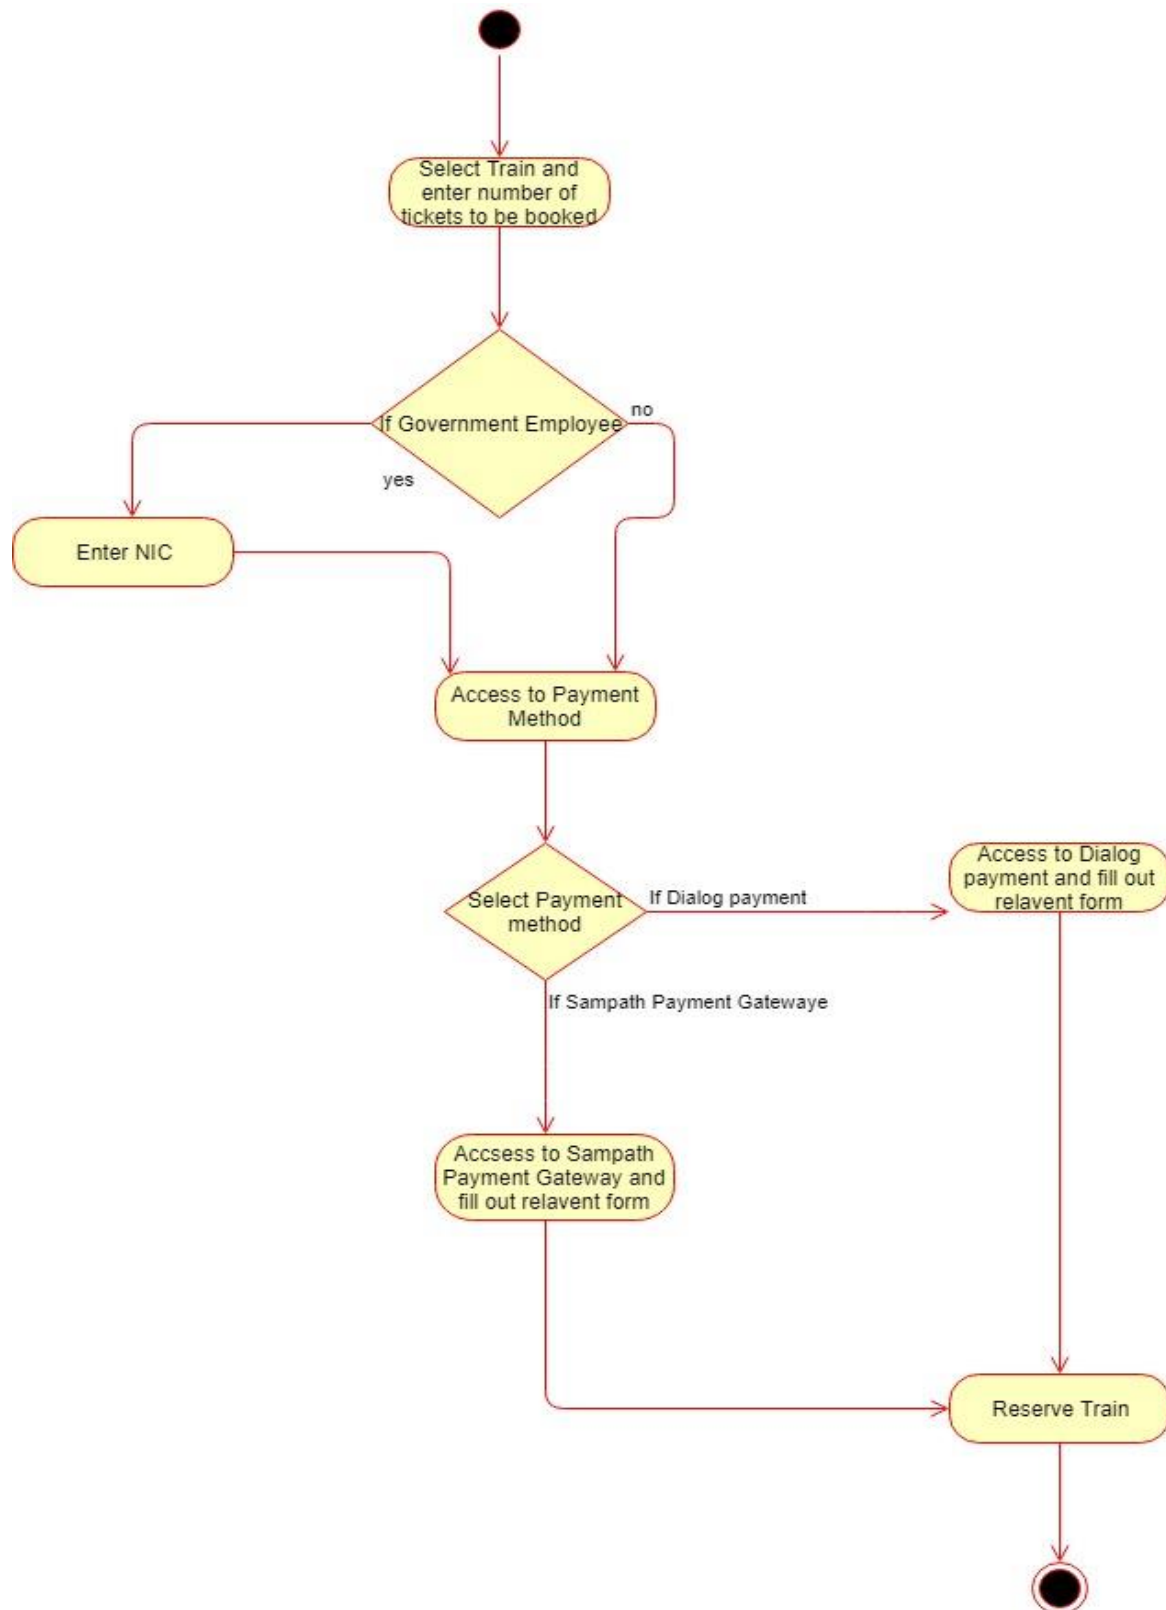 Select Train and
enter number of
tickets to be booked
If Government Employee
no
yes
Enter NIC
Access to Payment
Method
Select Payment
method
If Dialog payment
Access to Dialog
payment and fill out
relavent form
If Sampath Payment Gatewaye
Accsess to Sampath
Payment Gateway and
fill out relavent form
Reserve Train